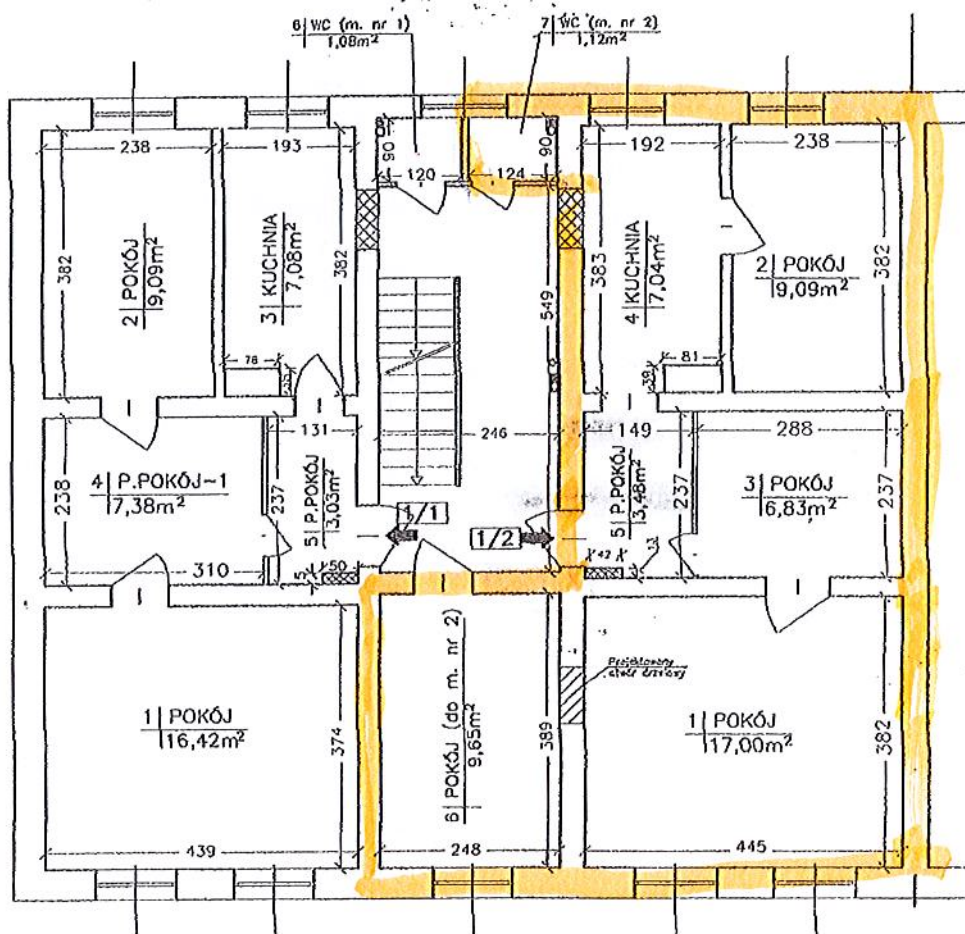 6 WC (m. nr 1)
1,08m²
7 WC (m. nr 2)
1,12m²
238
193
90
120
124
90
192
238
382
2 POKÓJ
9,09m²
3 KUCHNIA
7,08m²
382
549
383
4 KUCHNIA
7,04m²
2 POKÓJ
9,09m²
382
76
39
81
131
246
149
288
238
4 P.POKÓJ~1
7,38m²
237
5 P.POKÓJ
3,03m²
1/1
1/2
5 P.POKÓJ
3,48m²
237
3 POKÓJ
6,83m²
237
310
50
42
1 POKÓJ
16,42m²
374
6 POKÓJ (do m. nr 2)
9,65m²
389
Projektowany
otwór drzwiowy
1 POKÓJ
17,00m²
382
439
248
445